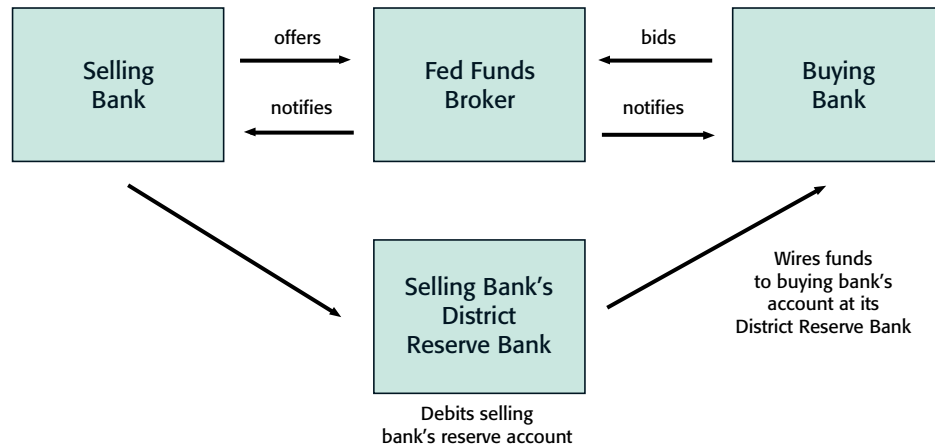 offers
bids
Selling
Bank
Fed Funds
Broker
Buying
Bank
notifies
notifies
Selling Bank’s
District
Reserve Bank
Wires funds
to buying bank’s
account at its
District Reserve Bank
Debits selling
bank’s reserve account